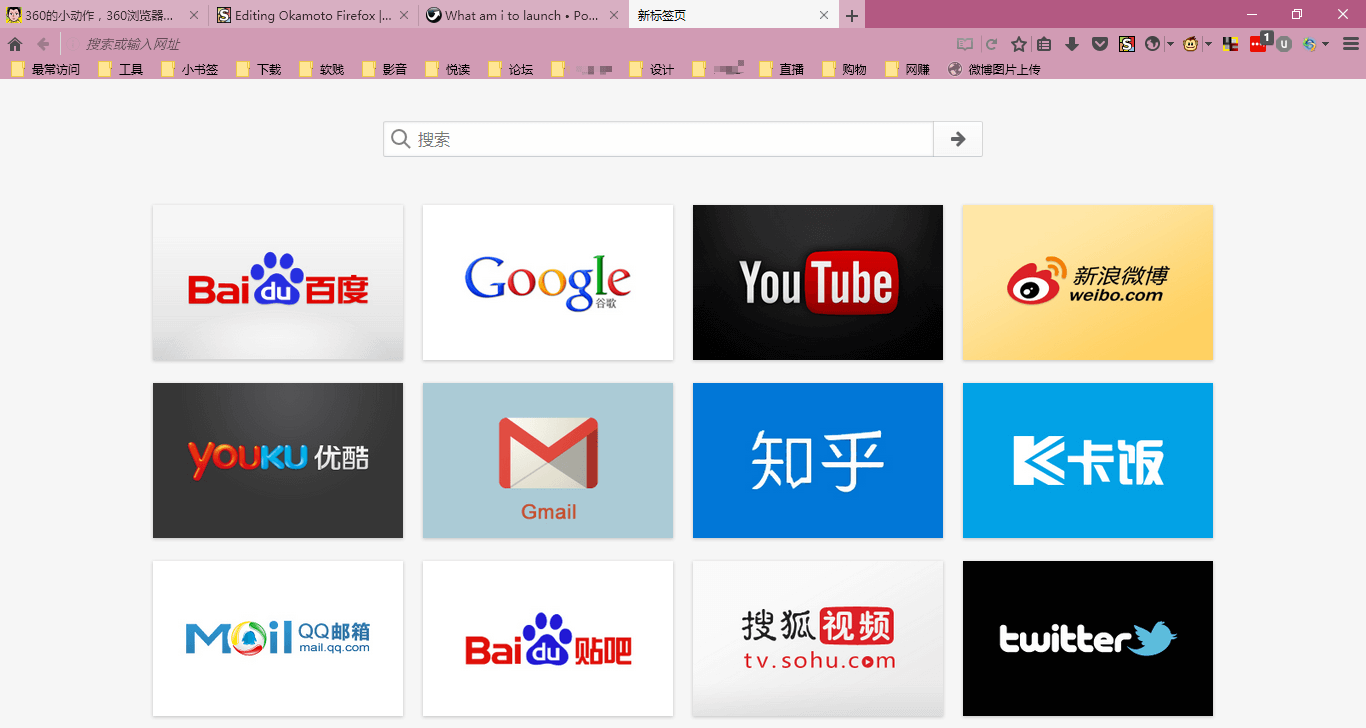 360的小动作，360浏览器...
Editing Okamoto Firefox |...
What am i to launch • Po...
新标签页
搜索或输入网址
1
最常访问
工具
小书签
下载
软贱
影音
悦读
论坛
设计
直播
购物
网赚
微博图片上传
搜索
Bai du 百度
Google 谷歌
YouTube
新浪微博
weibo.com
YOUKU 优酷
Gmail
知乎
K卡饭
Mail QQ邮箱
mail.qq.com
Bai du 贴吧
搜狐视频
tv.sohu.com
twitter